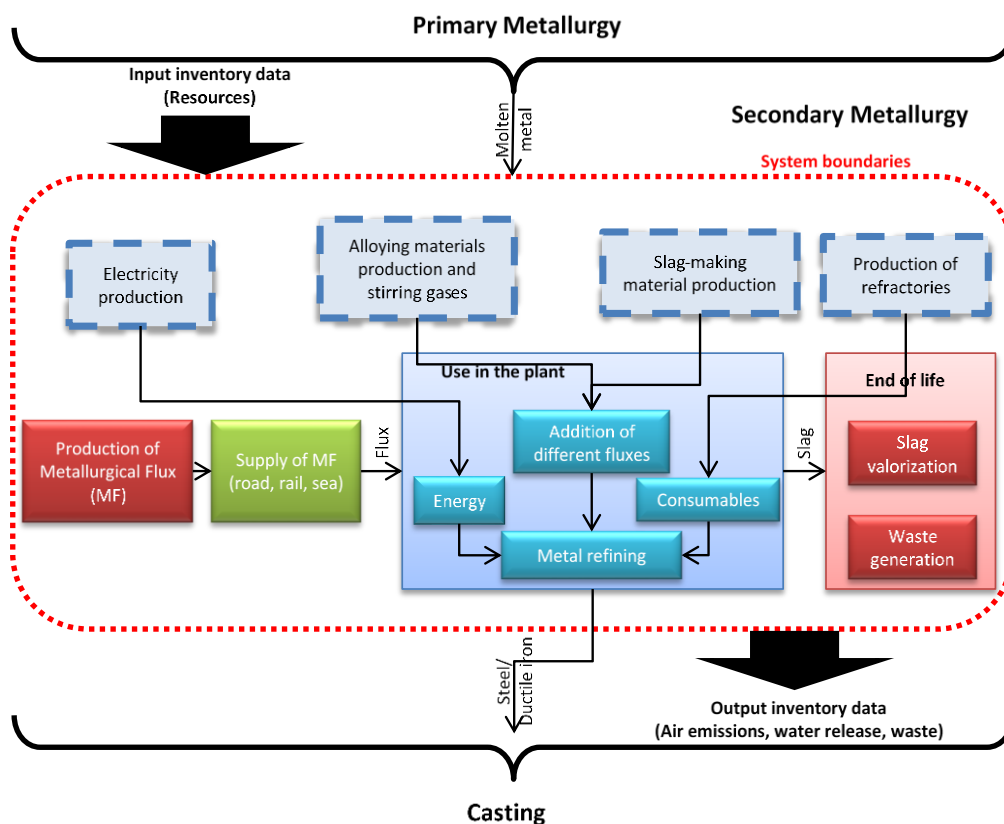 Primary Metallurgy
Input inventory data
(Resources)
Molten
metal
Secondary Metallurgy
System boundaries
Electricity
production
Alloying materials
production and
stirring gases
Slag-making
material production
Production of
refractories
Use in the plant
End of life
Production of
Metallurgical Flux
(MF)
Supply of MF
(road, rail, sea)
Flux
Addition of
different fluxes
Energy
Consumables
Metal refining
Slag
Slag
valorization
Waste
generation
Steel/
Ductile iron
Output inventory data
(Air emissions, water release, waste)
Casting